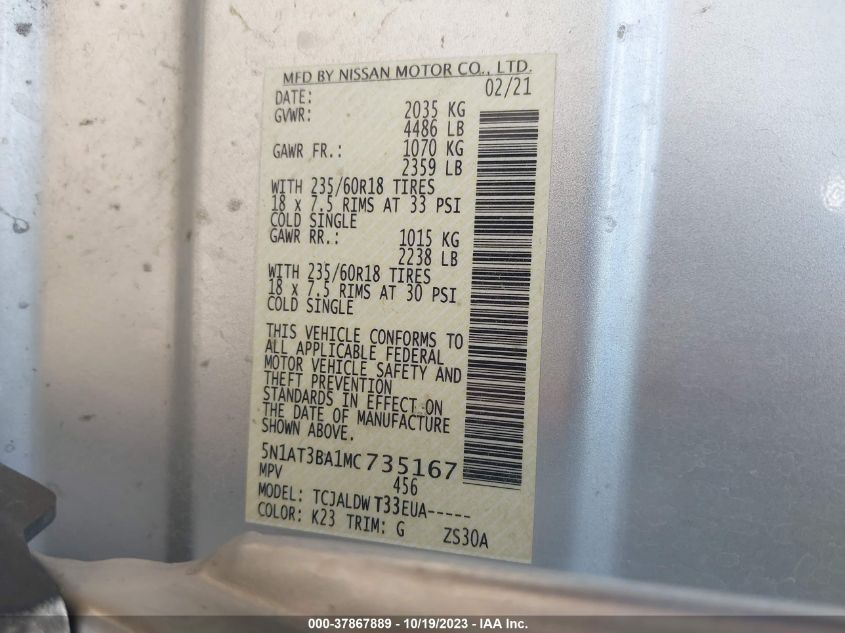 MFD BY NISSAN MOTOR CO., LTD.
DATE: 02/21
GVWR: 2035 KG
4486 LB
GAWR FR.: 1070 KG
2359 LB
WITH 235/60R18 TIRES
18 x 7.5 RIMS AT 33 PSI
COLD SINGLE
GAWR RR.: 1015 KG
2238 LB
WITH 235/60R18 TIRES
18 x 7.5 RIMS AT 30 PSI
COLD SINGLE
THIS VEHICLE CONFORMS TO
ALL APPLICABLE FEDERAL
MOTOR VEHICLE SAFETY AND
THEFT PREVENTION
STANDARDS IN EFFECT ON
THE DATE OF MANUFACTURE
SHOWN ABOVE.
5N1AT3BA1MC735167
MPV 456
MODEL: TCJALDWT33EUA-----
COLOR: K23 TRIM: G ZS30A
000-37867889 - 10/19/2023 - IAA Inc.